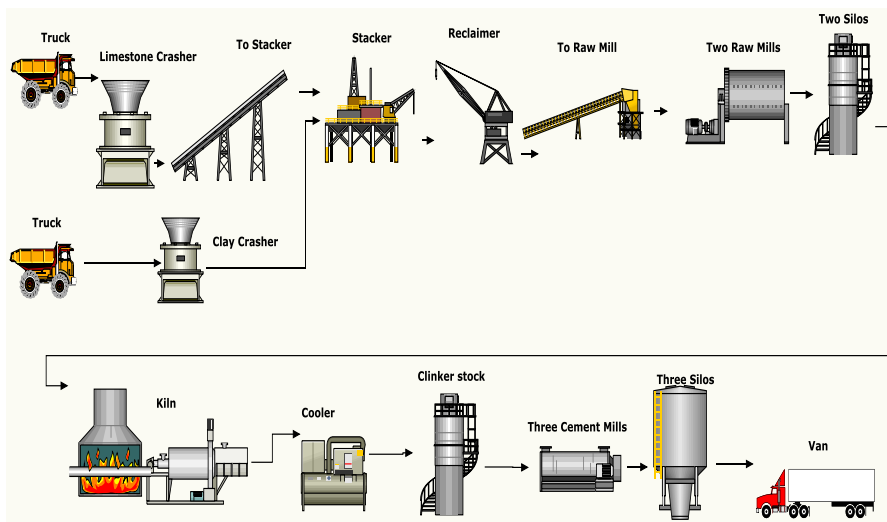 Truck
Limestone Crasher
To Stacker
Stacker
Reclaimer
To Raw Mill
Two Raw Mills
Two Silos
Truck
Clay Crasher
Kiln
Cooler
Clinker stock
Three Cement Mills
Three Silos
Van